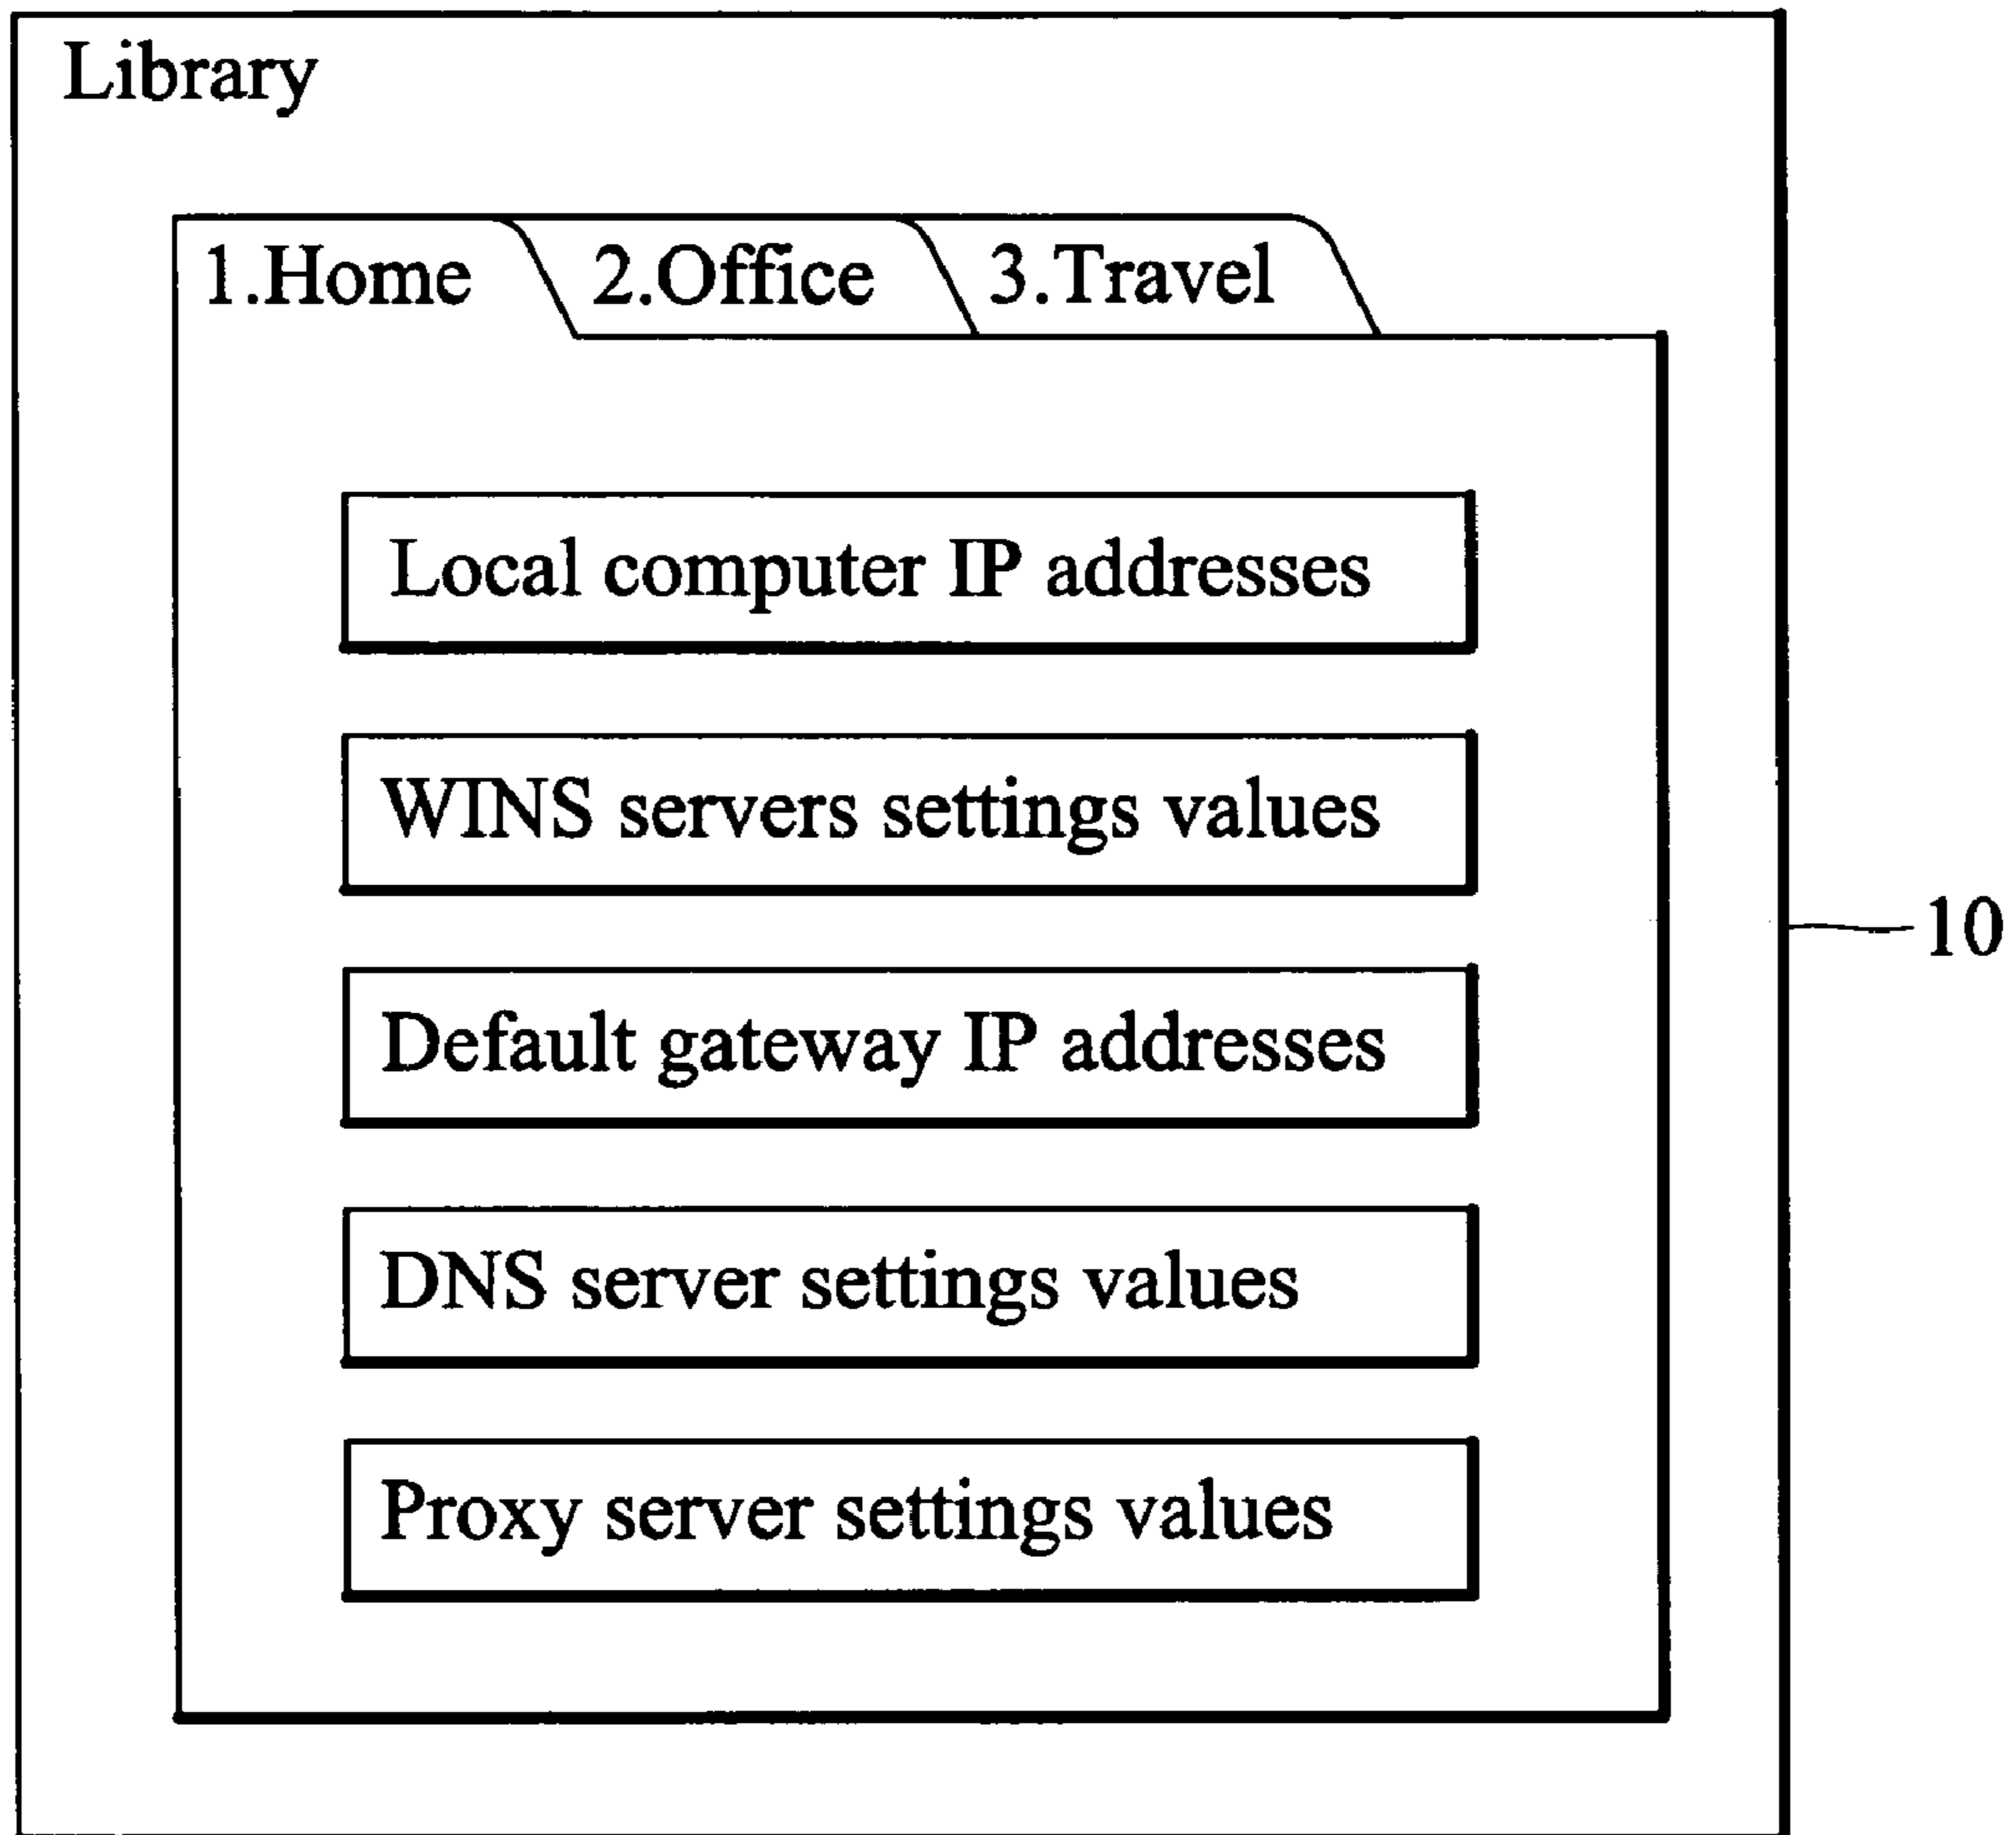 Library
1.Home 2.Office 3.Travel
Local computer IP addresses
WINS servers settings values
Default gateway IP addresses
10
DNS server settings values
Proxy server settings values